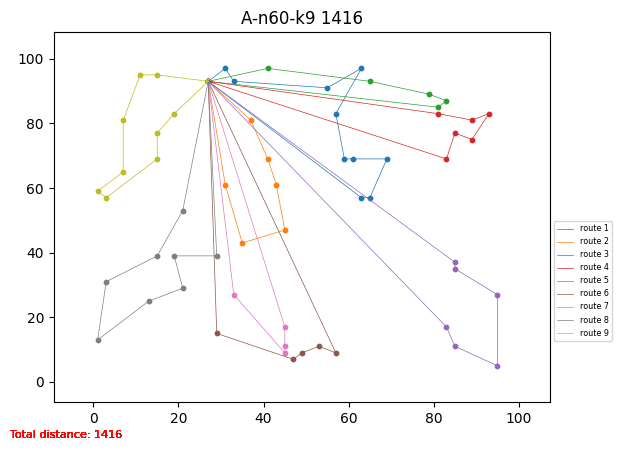 A-n60-k9 1416
100
80
60
40
20
0
0 20 40 60 80 100
route 1
route 2
route 3
route 4
route 5
route 6
route 7
route 8
route 9
Total distance: 1416